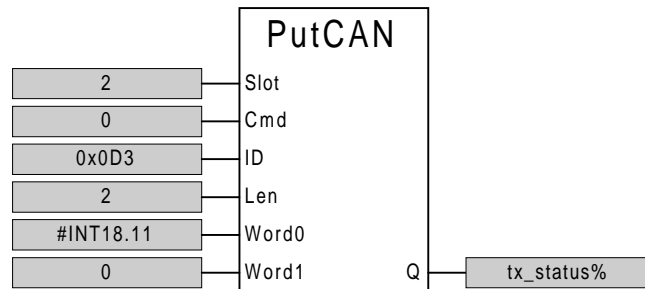 PutCAN
2 Slot
0 Cmd
0x0D3 ID
2 Len
#INT18.11 Word0
0 Word1 Q tx_status%